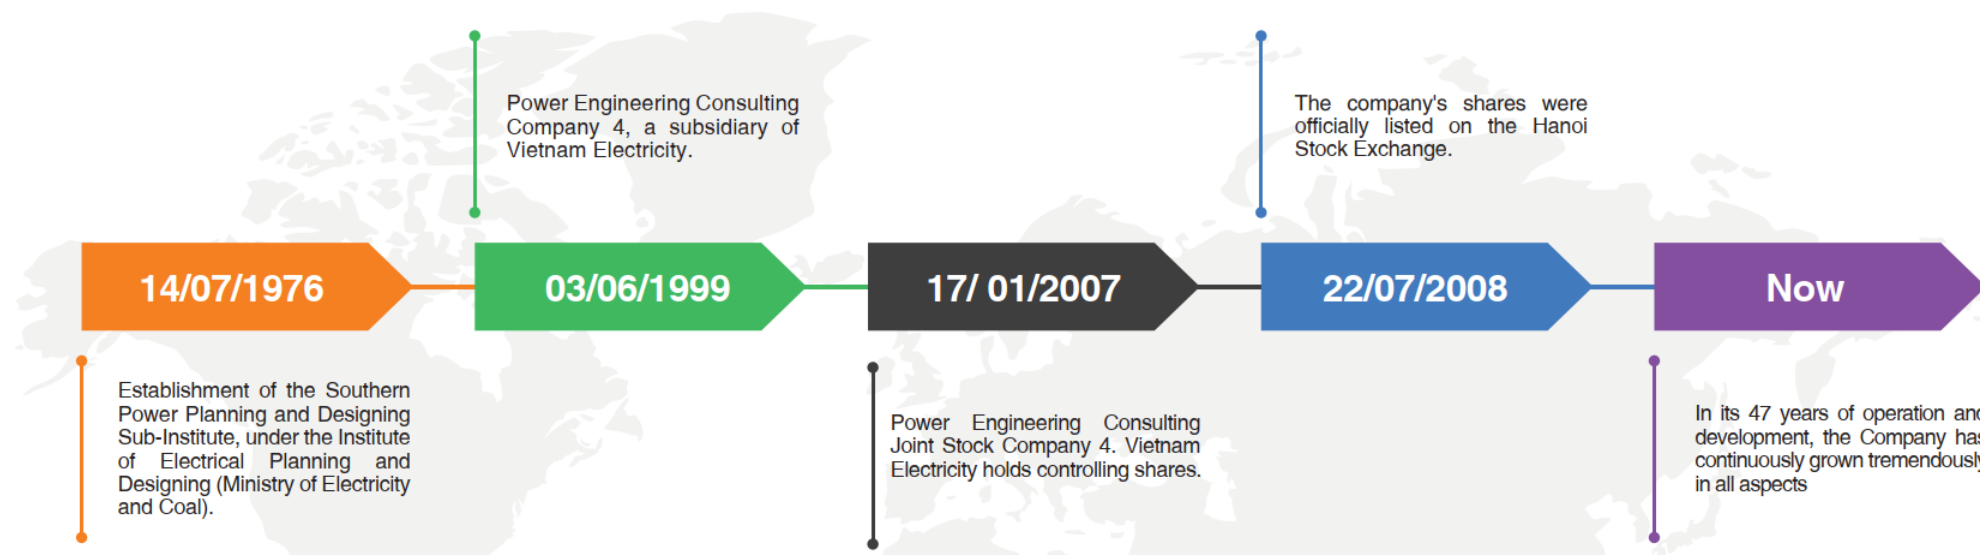 14/07/1976
Establishment of the Southern
Power Planning and Designing
Sub-Institute, under the Institute
of Electrical Planning and
Designing (Ministry of Electricity
and Coal).
Power Engineering Consulting
Company 4, a subsidiary of
Vietnam Electricity.
03/06/1999
17/ 01/2007
Power Engineering Consulting
Joint Stock Company 4. Vietnam
Electricity holds controlling shares.
The company's shares were
officially listed on the Hanoi
Stock Exchange.
22/07/2008
Now
In its 47 years of operation and
development, the Company has
continuously grown tremendously
in all aspects